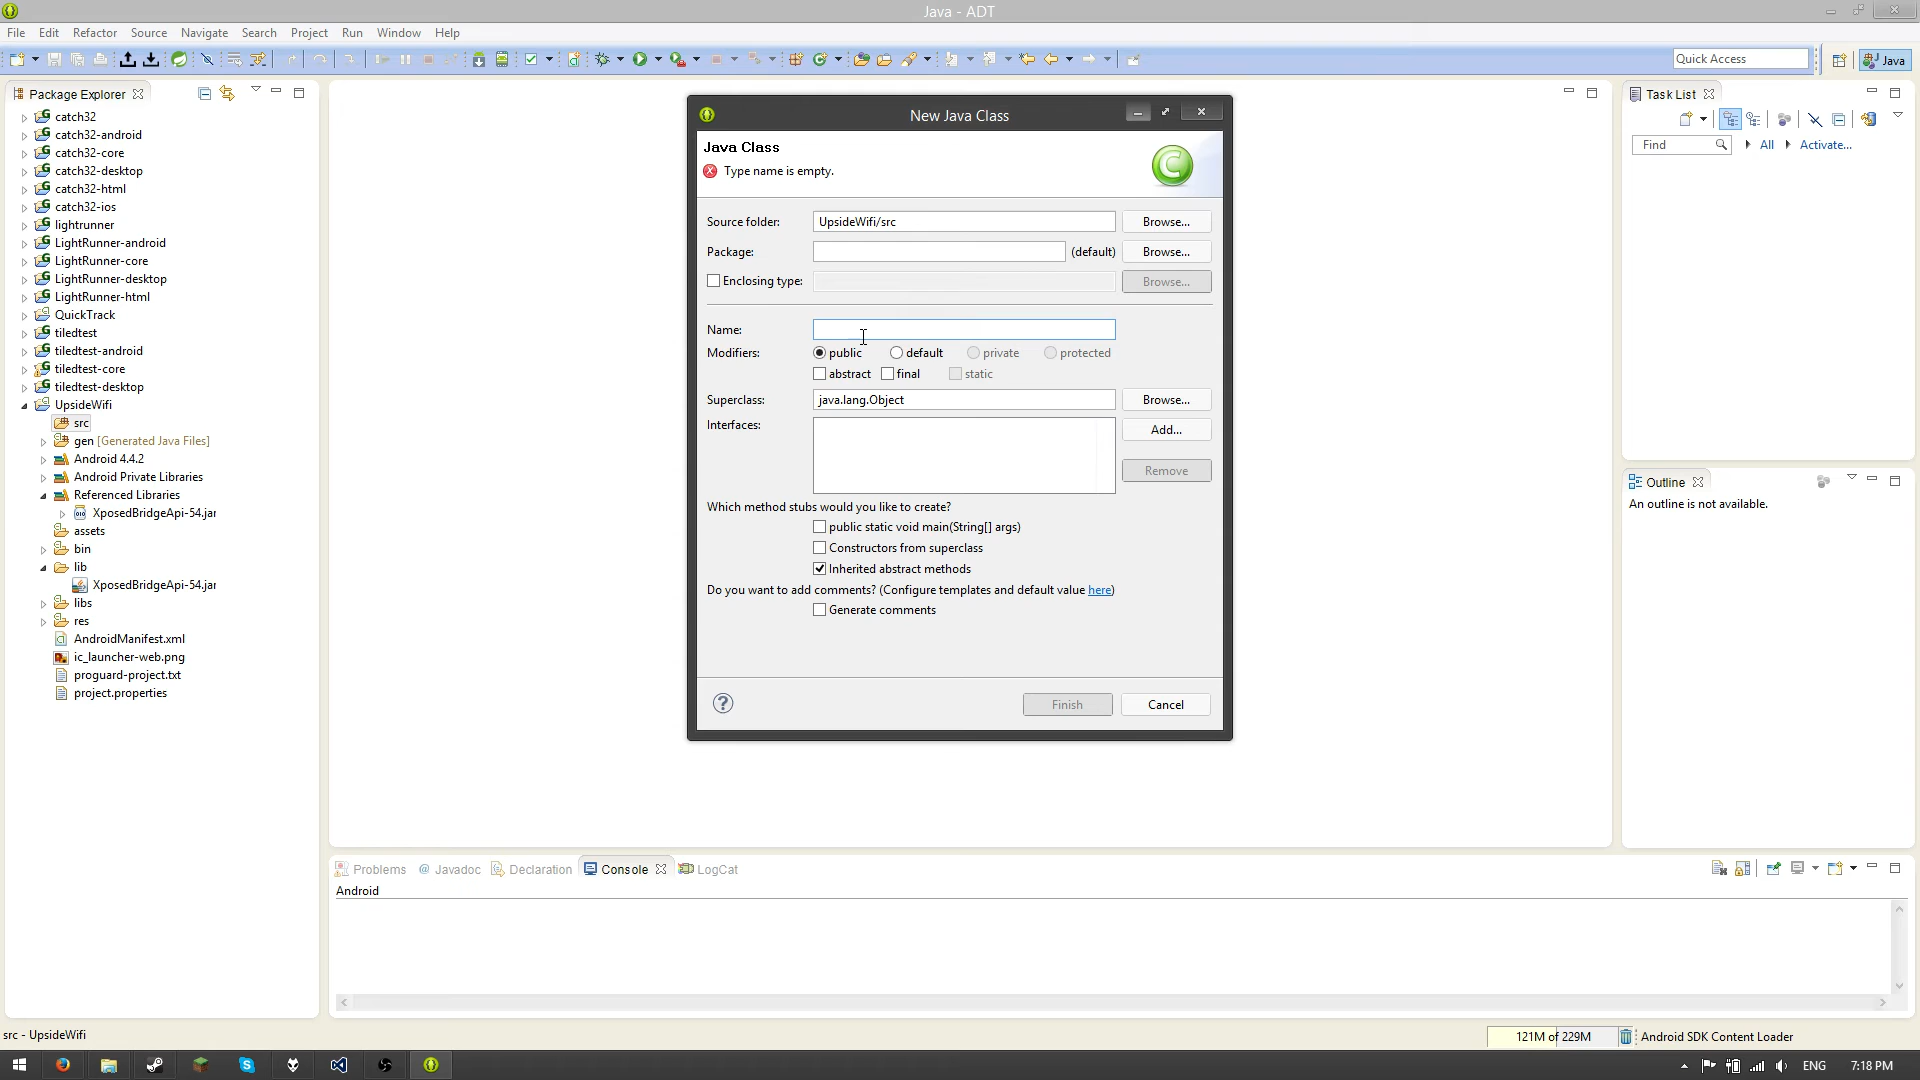 Java - ADT
File Edit Refactor Source Navigate Search Project Run Window Help
Quick Access
Java
Package Explorer
catch32
catch32-android
catch32-core
catch32-desktop
catch32-html
catch32-ios
lightrunner
LightRunner-android
LightRunner-core
LightRunner-desktop
LightRunner-html
QuickTrack
tiledtest
tiledtest-android
tiledtest-core
tiledtest-desktop
UpsideWifi
src
gen [Generated Java Files]
Android 4.4.2
Android Private Libraries
Referenced Libraries
XposedBridgeApi-54.jar
assets
bin
lib
XposedBridgeApi-54.jar
libs
res
AndroidManifest.xml
ic_launcher-web.png
proguard-project.txt
project.properties
New Java Class
Java Class
Type name is empty.
Source folder: UpsideWifi/src Browse...
Package: (default) Browse...
Enclosing type: Browse...
Name:
Modifiers: public default private protected
abstract final static
Superclass: java.lang.Object Browse...
Interfaces: Add...
Remove
Which method stubs would you like to create?
public static void main(String[] args)
Constructors from superclass
Inherited abstract methods
Do you want to add comments? (Configure templates and default value here)
Generate comments
? Finish Cancel
Task List
Find All Activate...
Outline
An outline is not available.
Problems @ Javadoc Declaration Console LogCat
Android
src - UpsideWifi
121M of 229M Android SDK Content Loader
ENG 7:18 PM